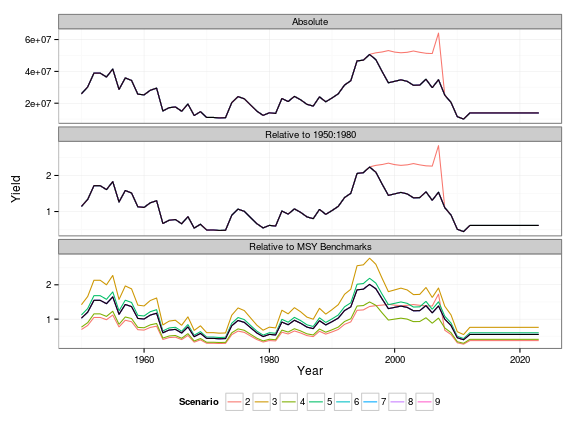 Absolute
6e+07
4e+07
2e+07
Relative to 1950:1980
2
1
Relative to MSY Benchmarks
2
1
Yield
1960 1980 2000 2020
Year
Scenario 2 3 4 5 6 7 8 9